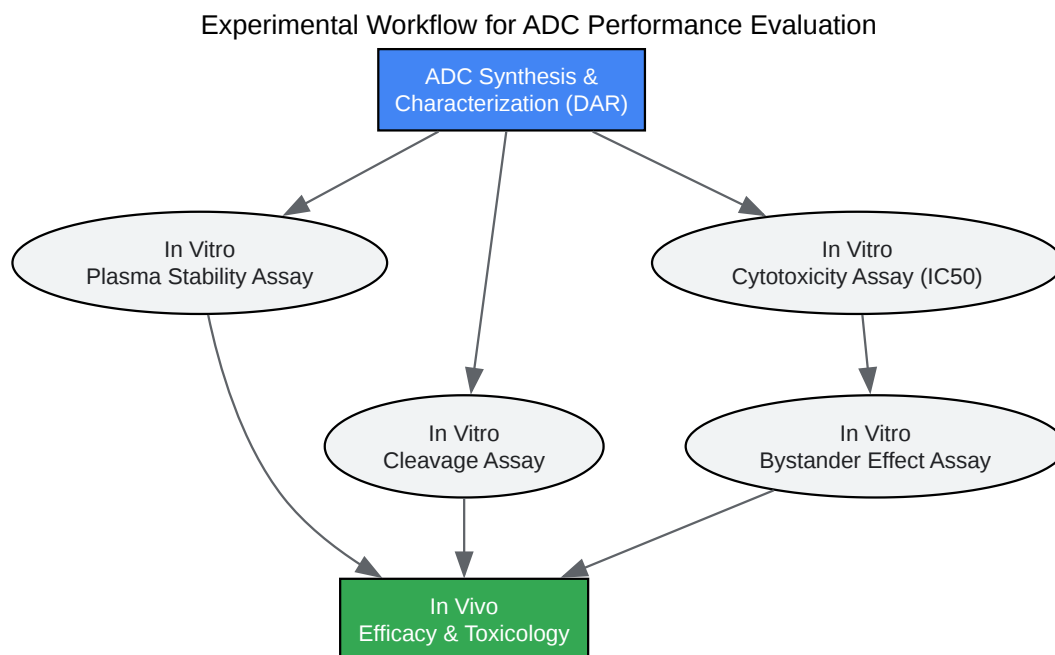 Experimental Workflow for ADC Performance Evaluation
ADC Synthesis &
Characterization (DAR)
In Vitro
Plasma Stability Assay
In Vitro
Cytotoxicity Assay (IC50)
In Vitro
Cleavage Assay
In Vitro
Bystander Effect Assay
In Vivo
Efficacy & Toxicology